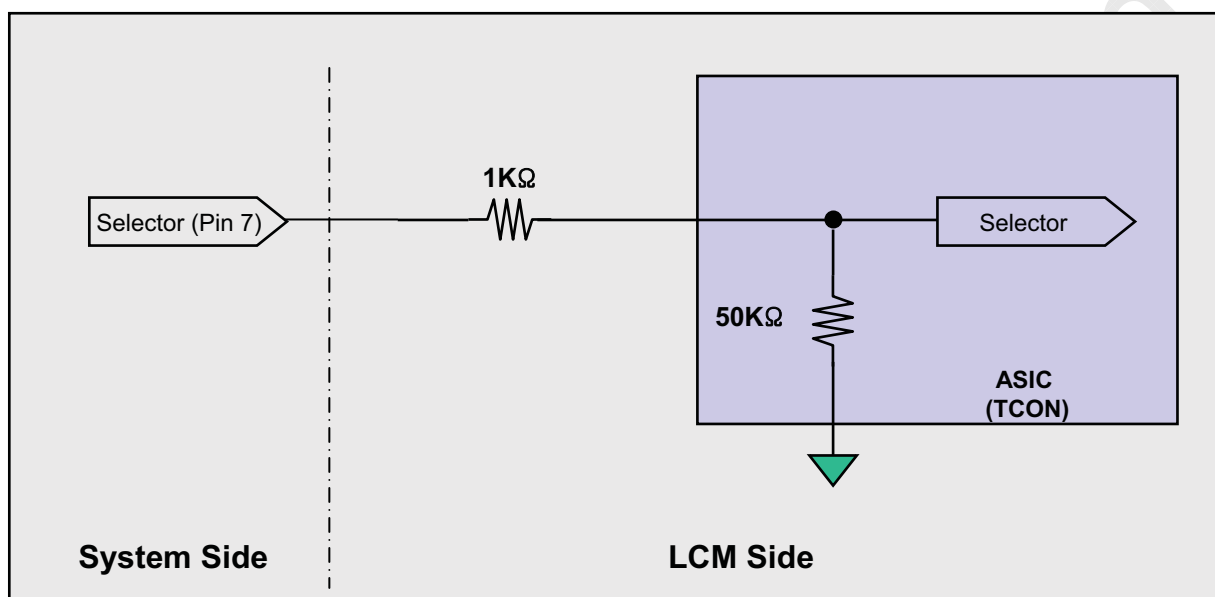 1KΩ
Selector (Pin 7)
Selector
50KΩ
ASIC
(TCON)
System Side
LCM Side